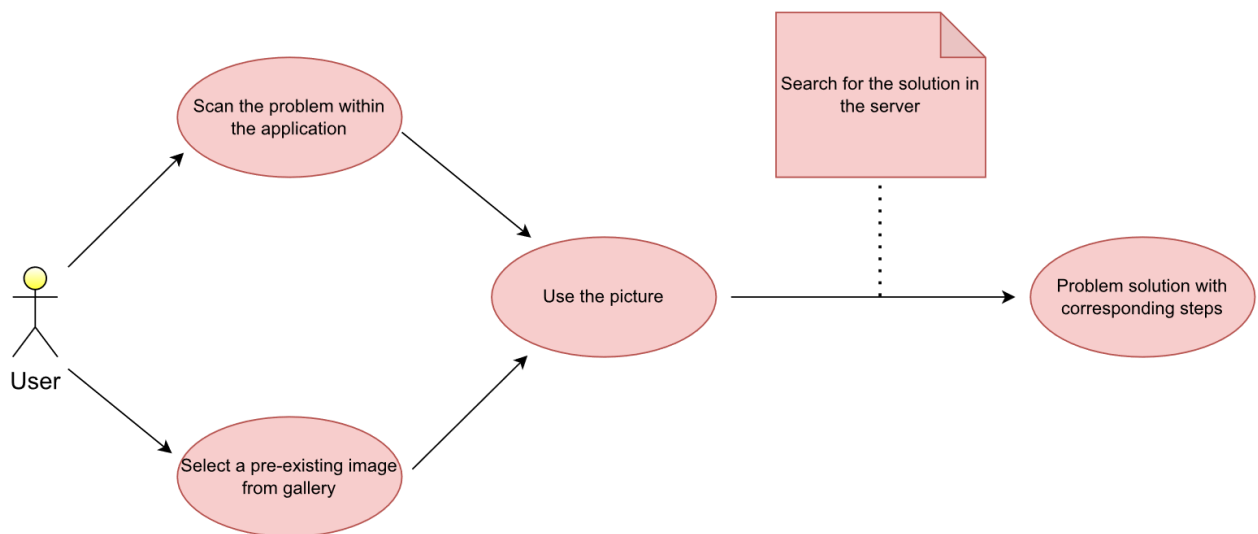 Scan the problem within
the application
Search for the solution in
the server
User
Use the picture
Problem solution with
corresponding steps
Select a pre-existing image
from gallery